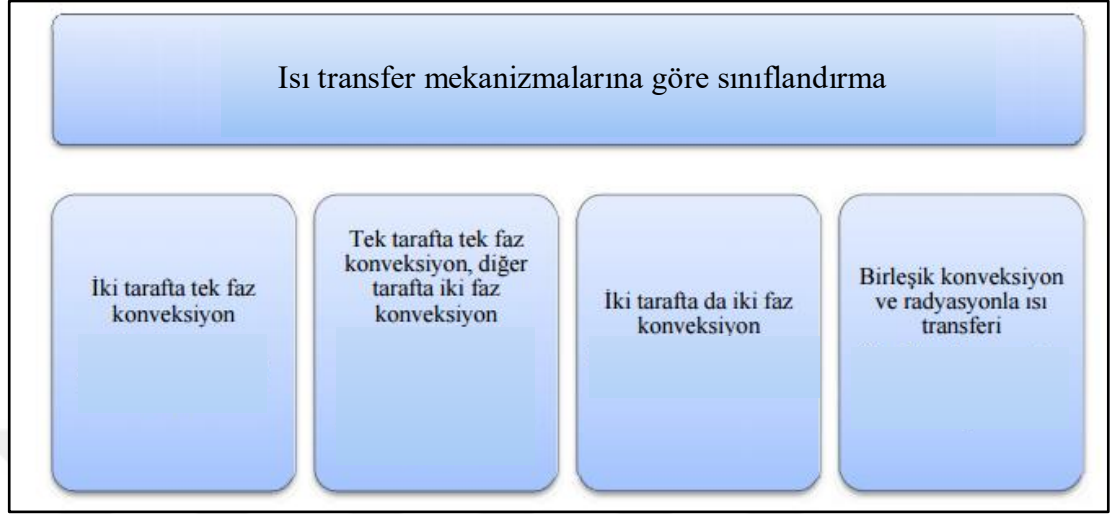 Isı transfer mekanizmalarına göre sınıflandırma
İki tarafta tek faz
konveksiyon
Tek tarafta tek faz
konveksiyon, diğer
tarafta iki faz
konveksiyon
İki tarafta da iki faz
konveksiyon
Birleşik konveksiyon
ve radyasyonla ısı
transferi